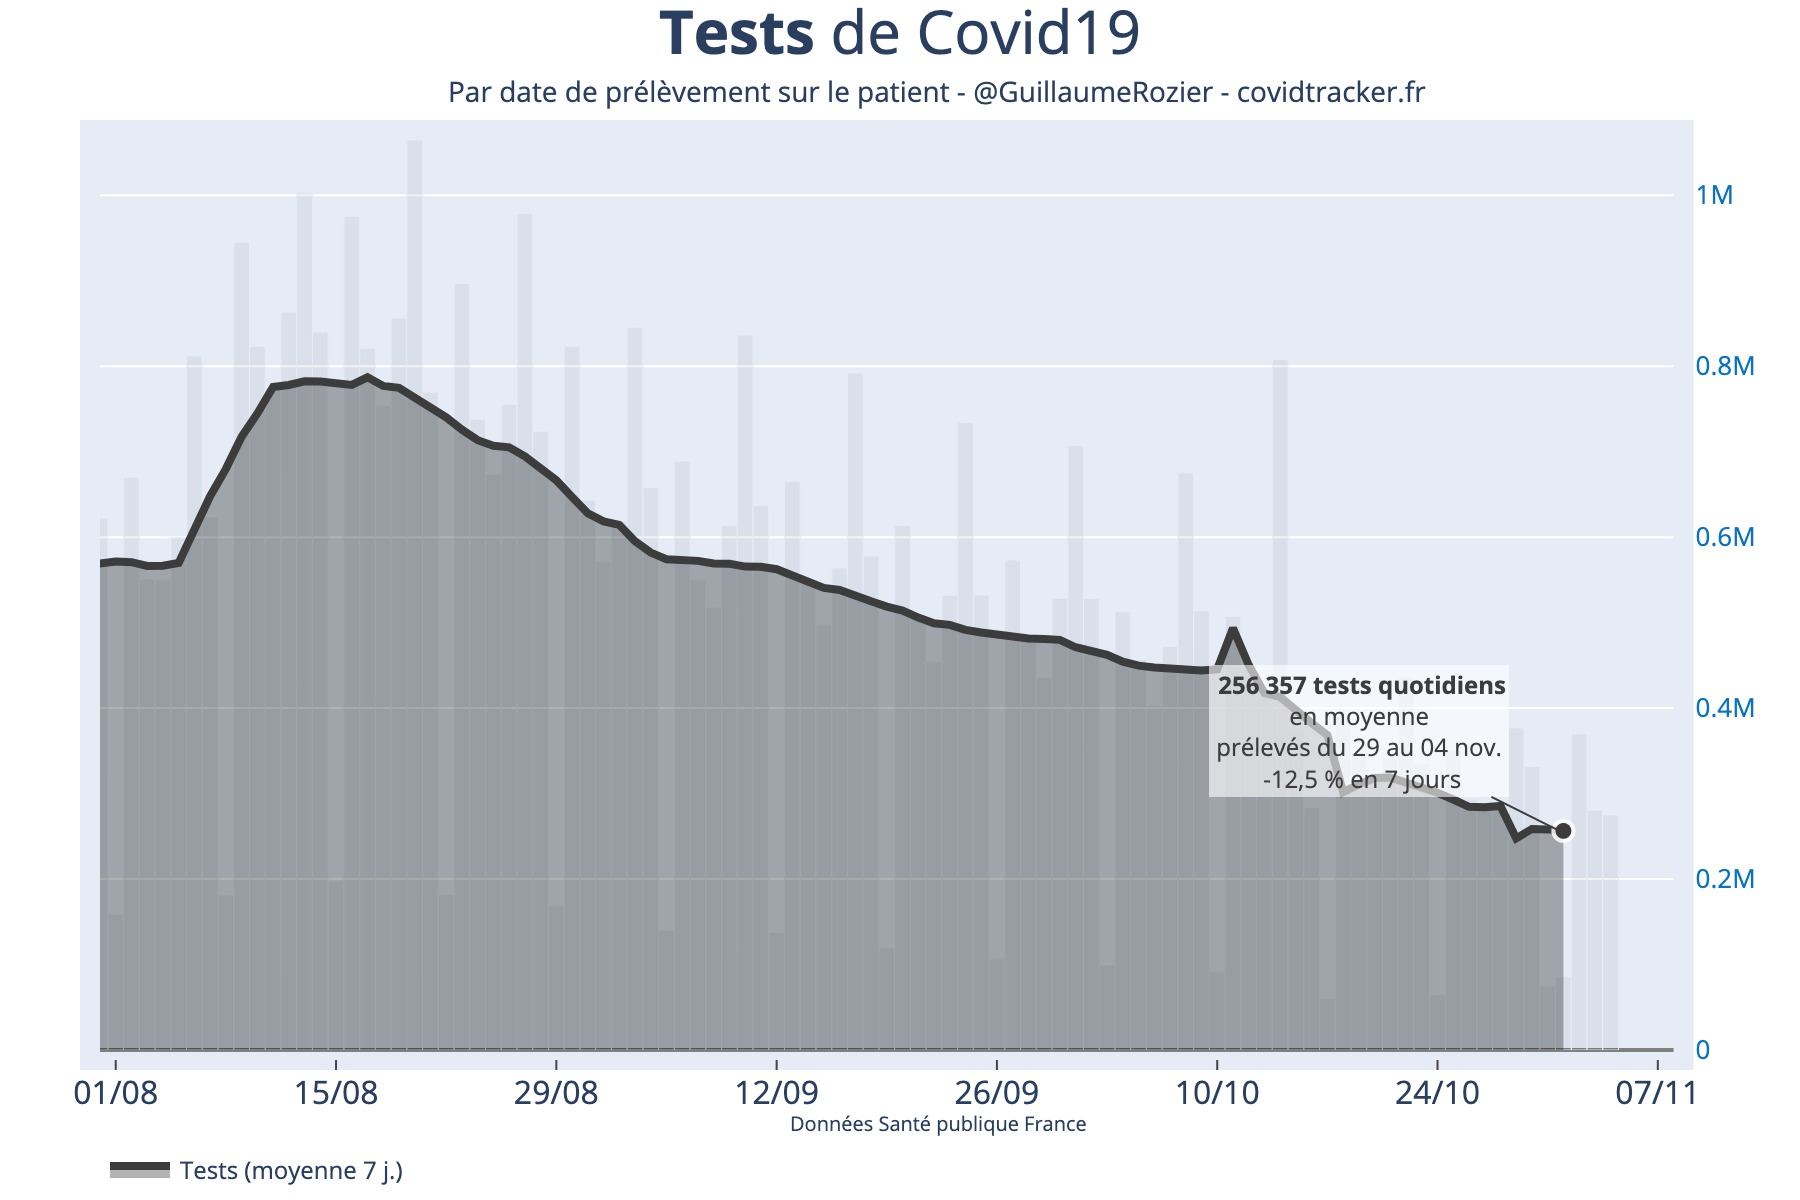 Tests de Covid19
Par date de prélèvement sur le patient - @GuillaumeRozier - covidtracker.fr
1M
0.8M
0.6M
256 357 tests quotidiens
en moyenne
prélevés du 29 au 04 nov.
-12,5 % en 7 jours
0.4M
0.2M
0
01/08 15/08 29/08 12/09 26/09 10/10 24/10 07/11
Données Santé publique France
Tests (moyenne 7 j.)